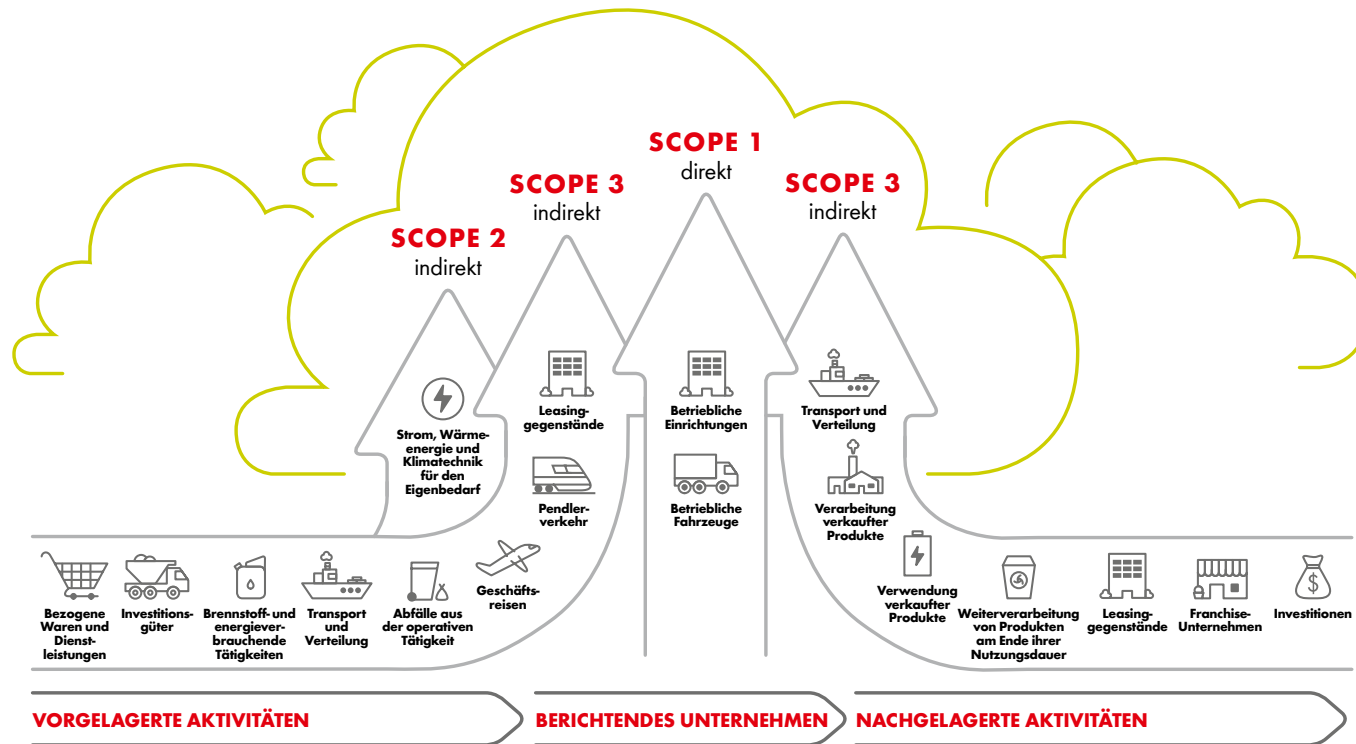 SCOPE 1
direkt
SCOPE 3
indirekt
SCOPE 3
indirekt
SCOPE 2
indirekt
Strom, Wärme-
energie und
Klimatechnik
für den
Eigenbedarf
Leasing-
gegenstände
Pendler-
verkehr
Betriebliche
Einrichtungen
Betriebliche
Fahrzeuge
Transport und
Verteilung
Verarbeitung
verkaufter
Produkte
Bezogene
Waren und
Dienst-
leistungen
Investitions-
güter
Brennstoff- und
energiever-
brauchende
Tätigkeiten
Transport
und
Verteilung
Abfälle aus
der operativen
Tätigkeit
Geschäfts-
reisen
Verwendung
verkaufter
Produkte
Weiterverarbeitung
von Produkten
am Ende ihrer
Nutzungsdauer
Leasing-
gegenstände
Franchise-
Unternehmen
$
Investitionen
VORGELAGERTE AKTIVITÄTEN
BERICHTENDES UNTERNEHMEN
NACHGELAGERTE AKTIVITÄTEN